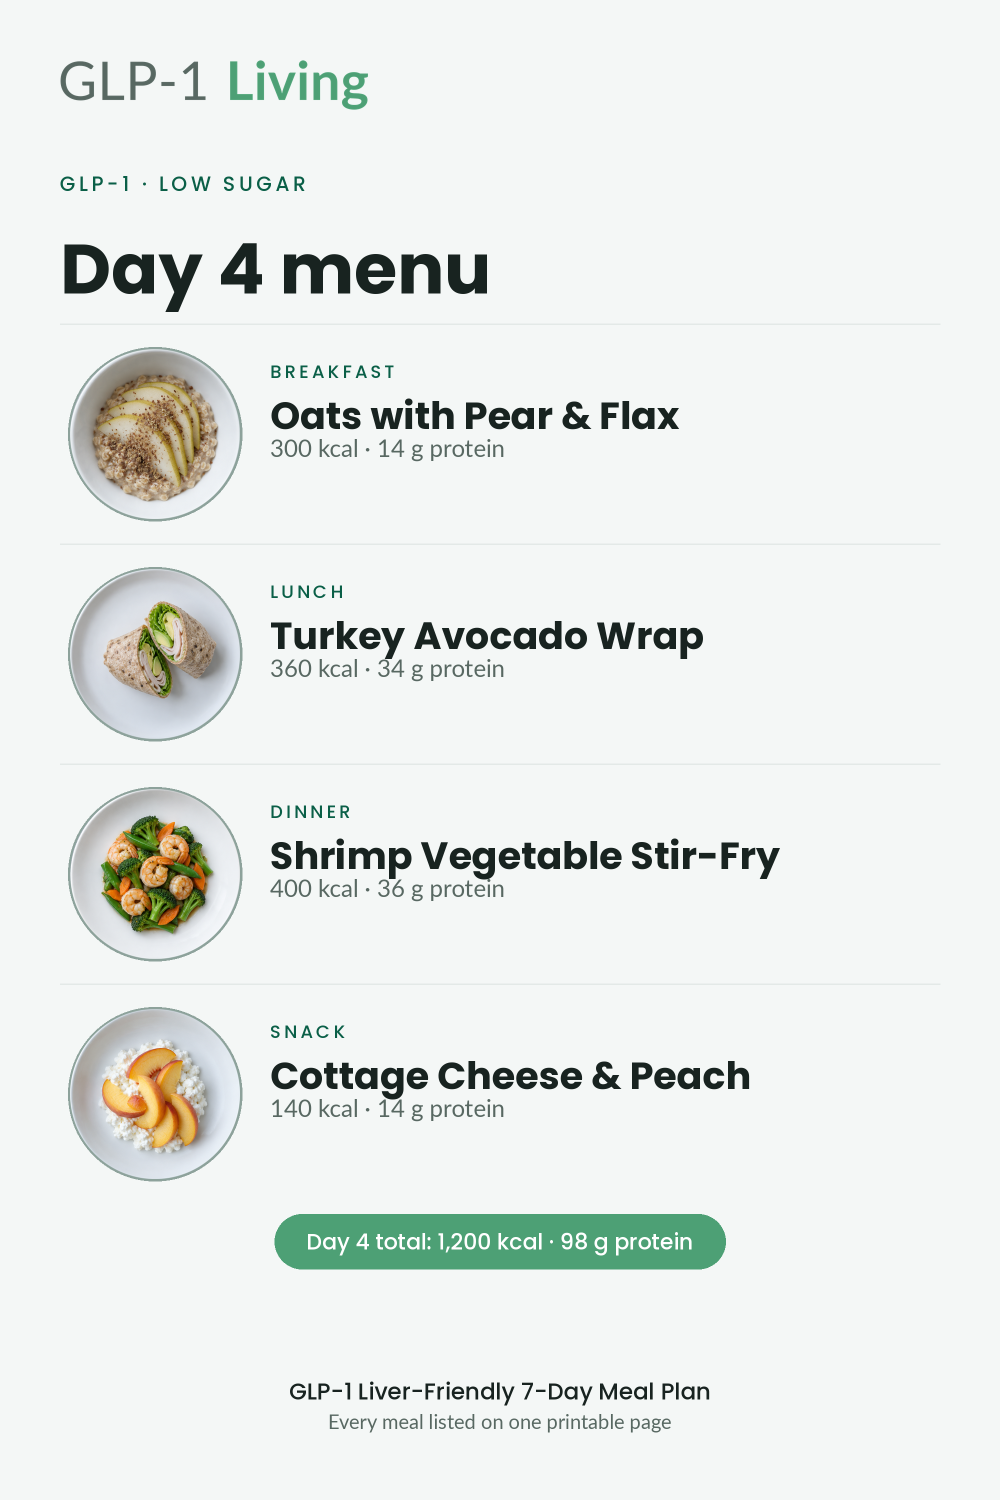 GLP-1 Living
GLP-1 · LOW SUGAR
Day 4 menu
BREAKFAST
Oats with Pear & Flax
300 kcal · 14 g protein
LUNCH
Turkey Avocado Wrap
360 kcal · 34 g protein
DINNER
Shrimp Vegetable Stir-Fry
400 kcal · 36 g protein
SNACK
Cottage Cheese & Peach
140 kcal · 14 g protein
Day 4 total: 1,200 kcal · 98 g protein
GLP-1 Liver-Friendly 7-Day Meal Plan
Every meal listed on one printable page